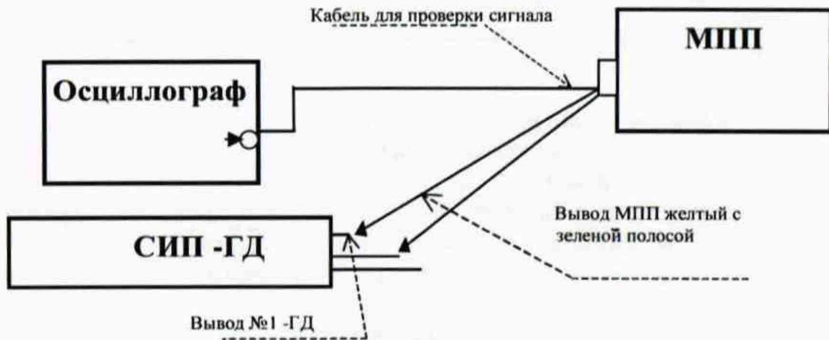 Кабель для проверки сигнала
МПП
Осциллограф
Вывод МПП желтый с
зеленой полосой
СИП -ГД
Вывод №1 -ГД